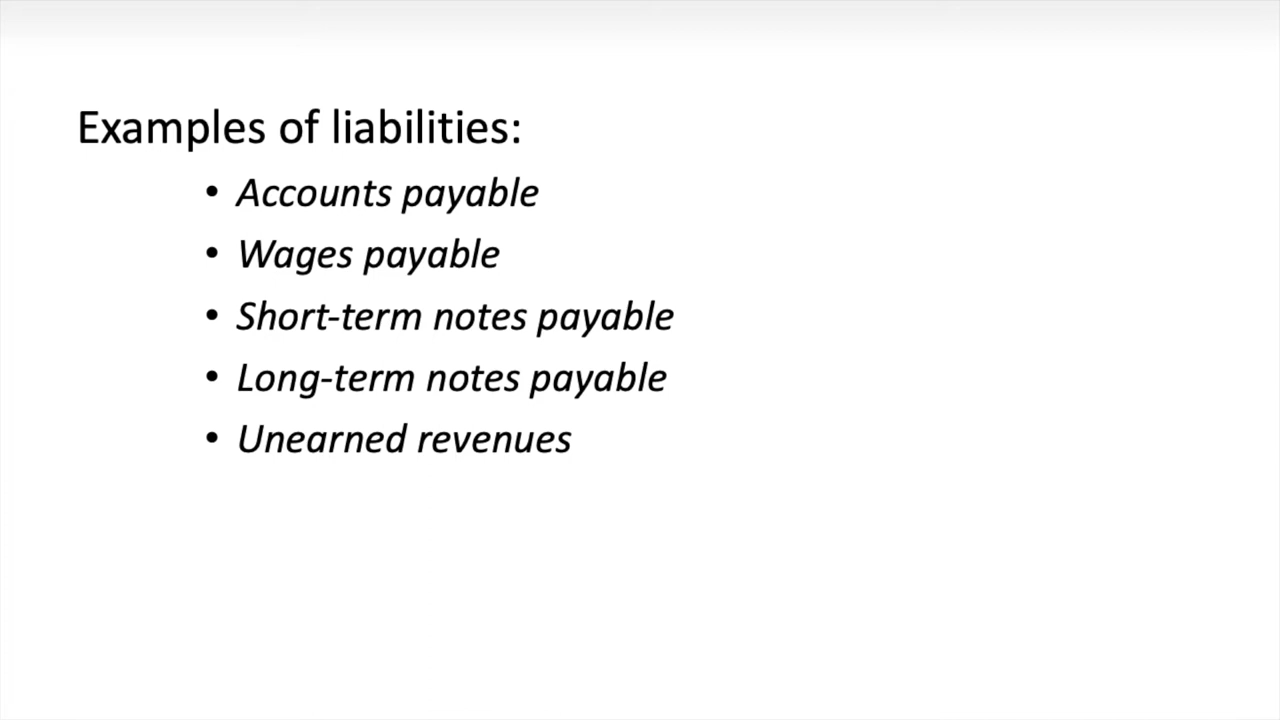 Examples of liabilities:
• Accounts payable
• Wages payable
• Short-term notes payable
• Long-term notes payable
• Unearned revenues